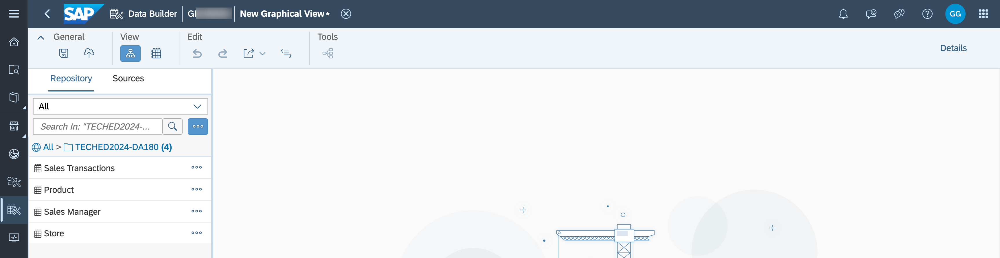 SAP Data Builder GE New Graphical View* GG
General View Edit Tools
Details
Repository Sources
All
Search In: "TECHED2024-...
All > TECHED2024-DA180 (4)
Sales Transactions
Product
Sales Manager
Store